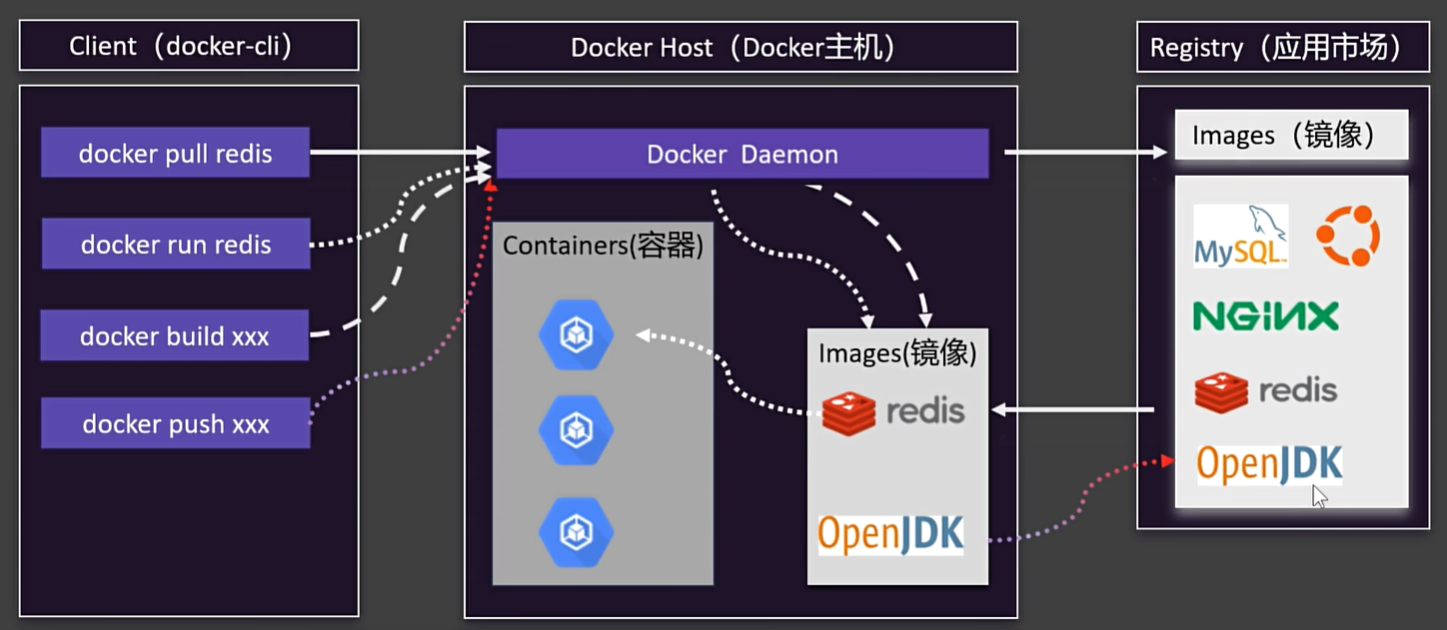 Client（docker-cli）
docker pull redis
docker run redis
docker build xxx
docker push xxx
Docker Host（Docker主机）
Docker Daemon
Containers(容器)
Images(镜像)
redis
OpenJDK
Registry（应用市场）
Images（镜像）
MySQL™
NGiNX
redis
OpenJDK